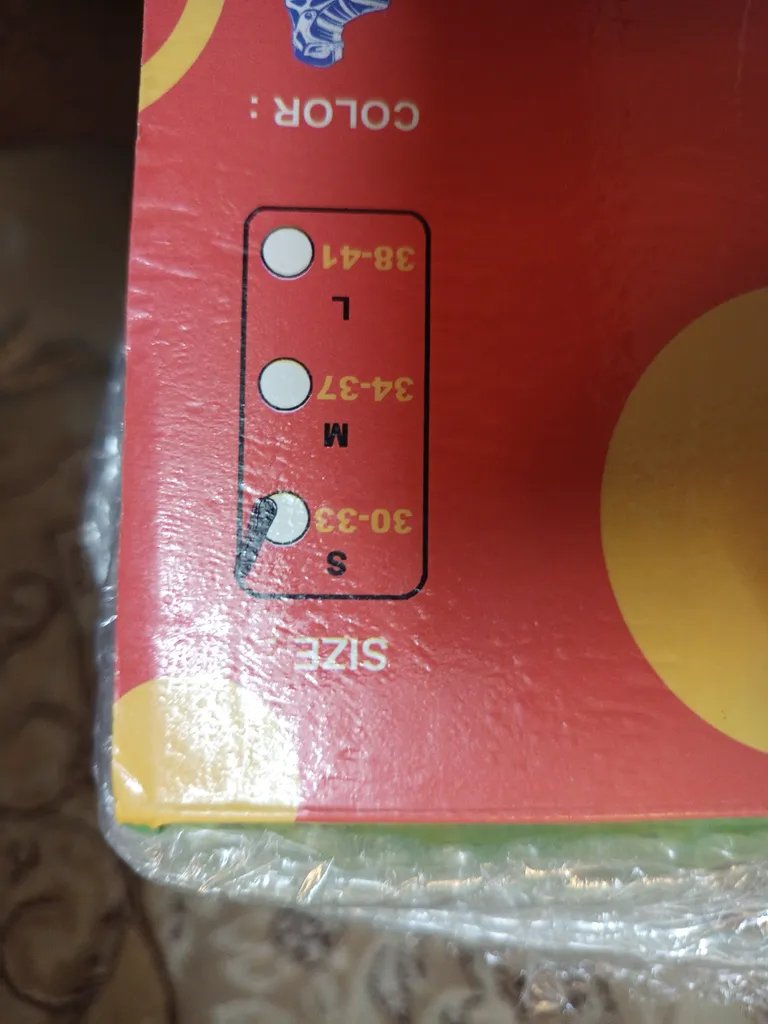 SIZE :
S
30-33
M
34-37
L
38-41
COLOR :